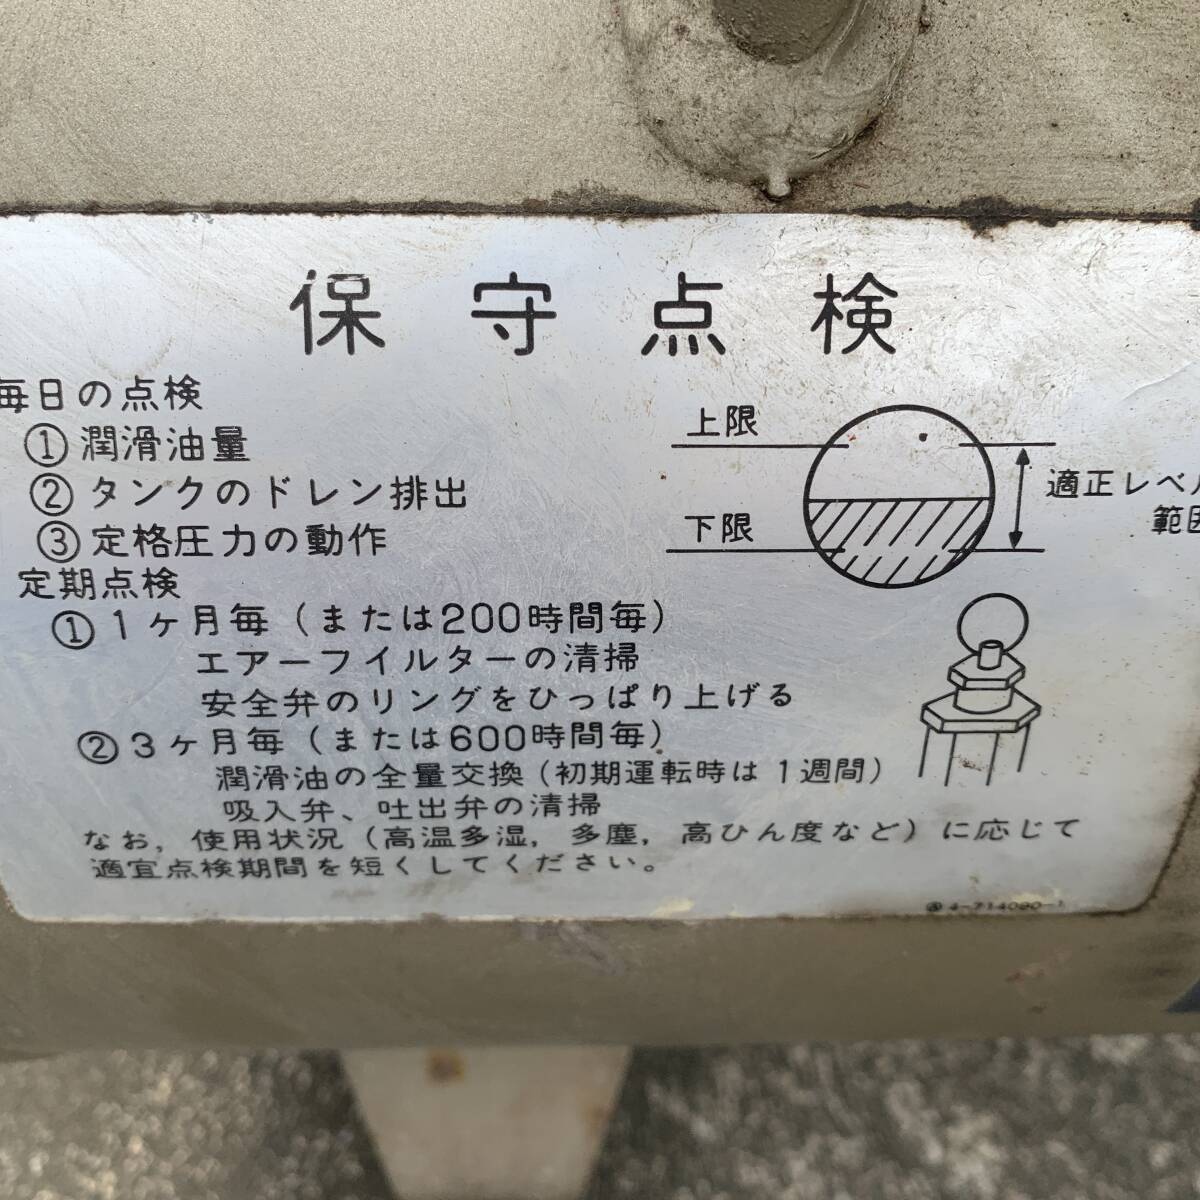 保守点検
毎日の点検
①潤滑油量
②タンクのドレン排出
③定格圧力の動作
上限
下限
適正レベル
範囲
定期点検
①1ヶ月毎（または200時間毎）
エアーフイルターの清掃
安全弁のリングをひっぱり上げる
②3ヶ月毎（または600時間毎）
潤滑油の全量交換（初期運転時は1週間）
吸入弁、吐出弁の清掃
なお，使用状況（高温多湿，多塵，高ひん度など）に応じて
適宜点検期間を短くしてください。
Ⓐ4-714080-1